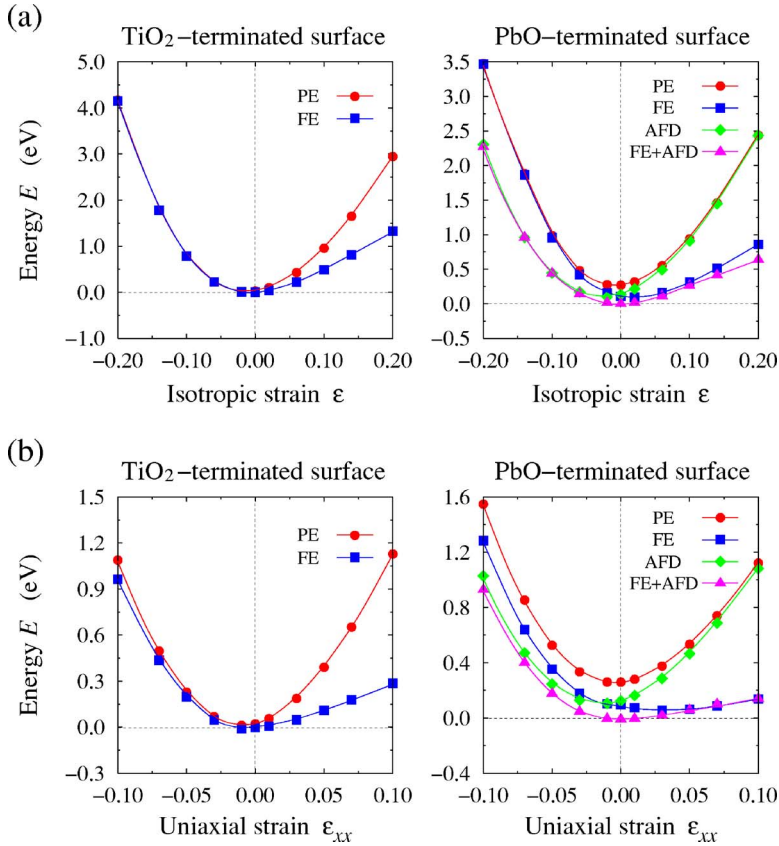 (a)
TiO2−terminated surface
PbO−terminated surface
Energy E (eV)
5.0
4.0
3.0
2.0
1.0
0.0
−1.0
PE
FE
−0.20
−0.10
0.00
0.10
0.20
Isotropic strain ε
3.5
3.0
2.5
2.0
1.5
1.0
0.5
0.0
−0.5
PE
FE
AFD
FE+AFD
−0.20
−0.10
0.00
0.10
0.20
Isotropic strain ε
(b)
TiO2−terminated surface
PbO−terminated surface
Energy E (eV)
1.5
1.2
0.9
0.6
0.3
0.0
−0.3
PE
FE
−0.10
−0.05
0.00
0.05
0.10
Uniaxial strain εxx
1.6
1.2
0.8
0.4
0.0
−0.4
PE
FE
AFD
FE+AFD
−0.10
−0.05
0.00
0.05
0.10
Uniaxial strain εxx